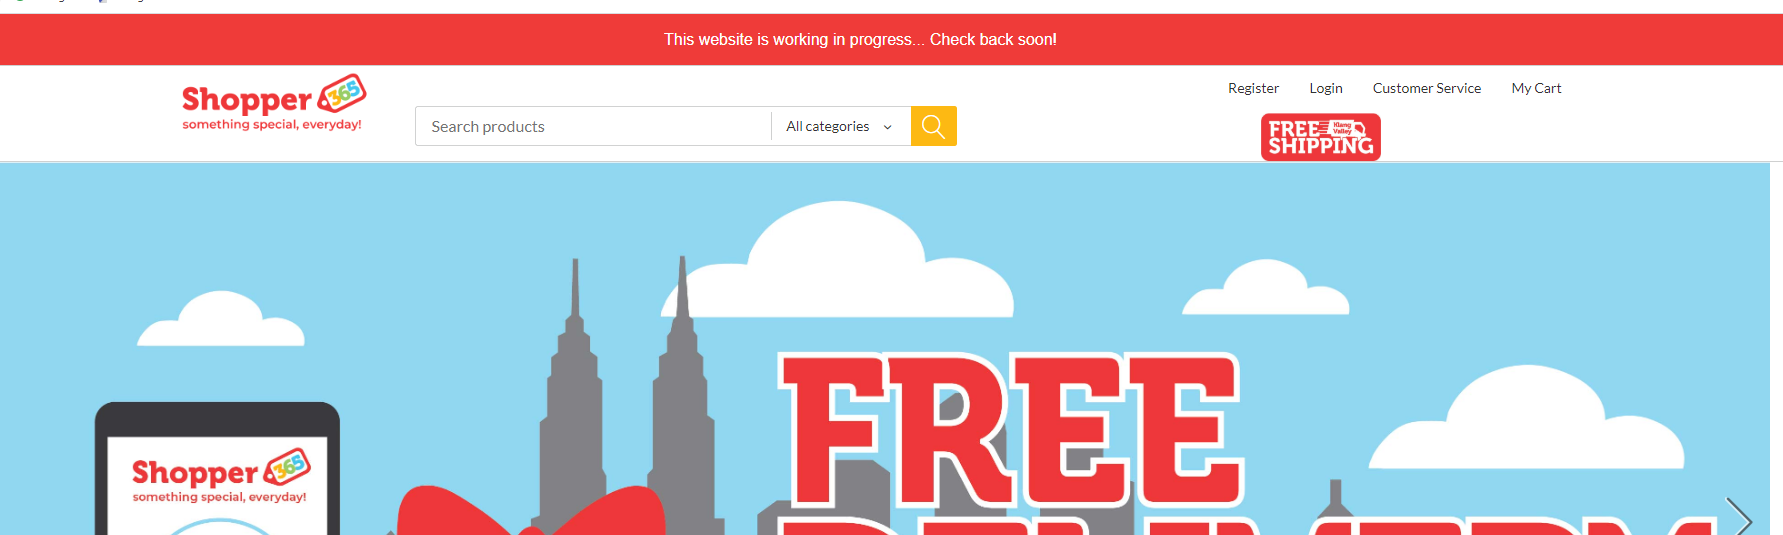 This website is working in progress... Check back soon!
Shopper 365
something special, everyday!
Search products
All categories
Register
Login
Customer Service
My Cart
FREE Klang Valley
SHIPPING
FREE
Shopper 365
something special, everyday!